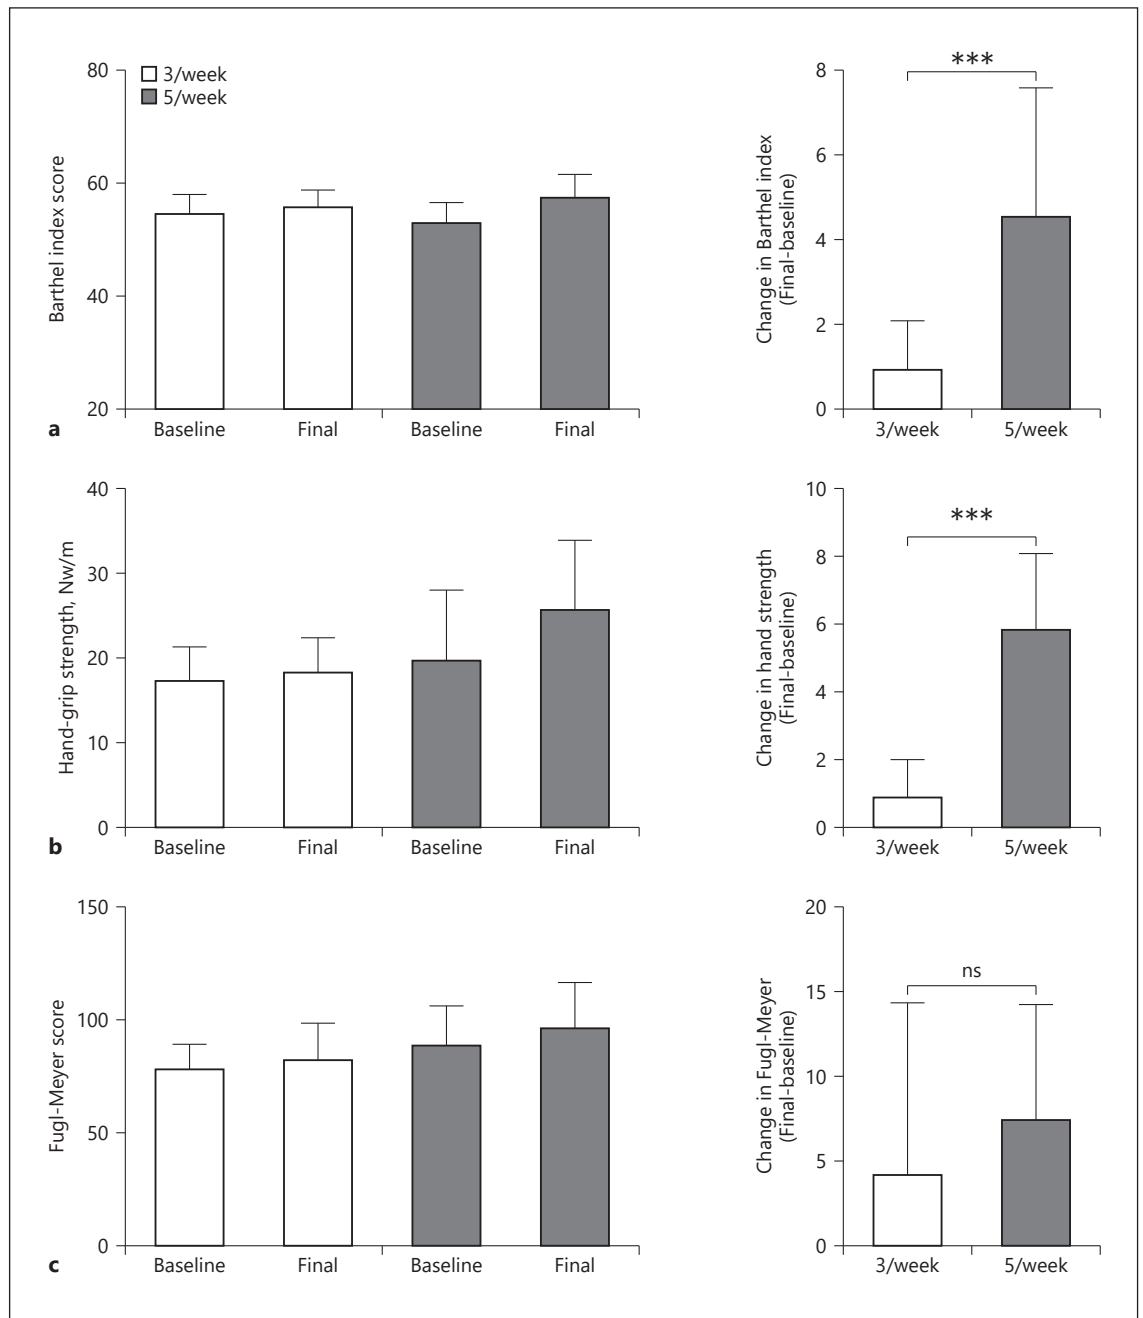 80
60
40
20
Barthel index score
3/week
5/week
Baseline
Final
Baseline
Final
a
8
6
4
2
0
Change in Barthel index
(Final-baseline)
***
3/week
5/week
40
30
20
10
0
Hand-grip strength, Nw/m
Baseline
Final
Baseline
Final
b
10
8
6
4
2
0
Change in hand strength
(Final-baseline)
***
3/week
5/week
150
100
50
0
Fugl-Meyer score
Baseline
Final
Baseline
Final
c
20
15
10
5
0
Change in Fugl-Meyer
(Final-baseline)
ns
3/week
5/week